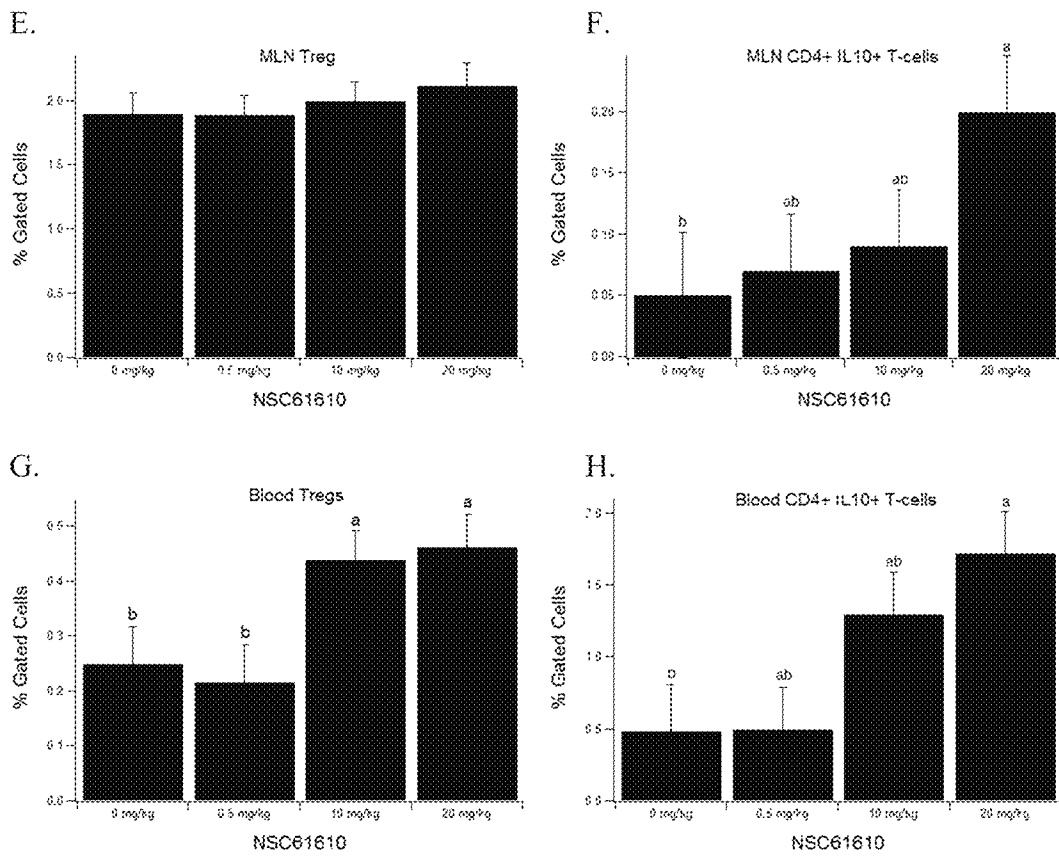 E.
MLN Treg
% Gated Cells
2.0
1.5
1.0
0.5
0.0
0 mg/kg 0.5 mg/kg 10 mg/kg 20 mg/kg
NSC61610
F.
MLN CD4+ IL10+ T-cells
% Gated Cells
0.20
0.15
0.10
0.05
0.00
b ab ab a
0 mg/kg 0.5 mg/kg 10 mg/kg 20 mg/kg
NSC61610
G.
Blood Tregs
% Gated Cells
0.5
0.4
0.3
0.2
0.1
0.0
b b a a
0 mg/kg 0.5 mg/kg 10 mg/kg 20 mg/kg
NSC61610
H.
Blood CD4+ IL10+ T-cells
% Gated Cells
2.0
1.5
1.0
0.5
0.0
b ab ab a
0 mg/kg 0.5 mg/kg 10 mg/kg 20 mg/kg
NSC61610